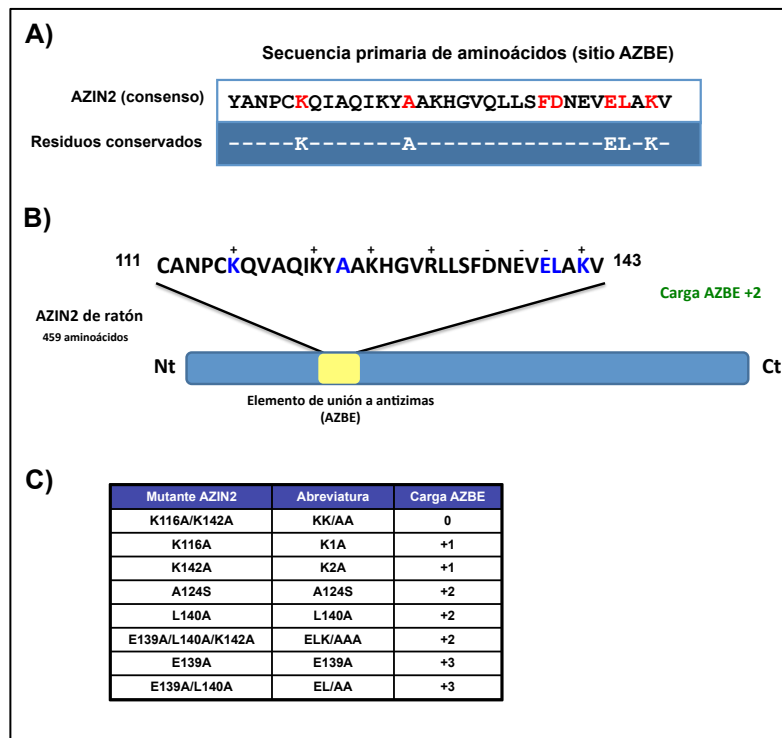 A)
Secuencia primaria de aminoácidos (sitio AZBE)
AZIN2 (consenso) YANPCKQIAQIKYAAKHGVQLLSFDNEVELAKV
Residuos conservados -----K-------A--------------EL-K-
B)
+ + + + - - - +
111 CANPCKQVAQIKYAAKHGVRLLSFDNEVELAKV 143
Carga AZBE +2
AZIN2 de ratón
459 aminoácidos
Nt Ct
Elemento de unión a antizimas
(AZBE)
C)
Mutante AZIN2 Abreviatura Carga AZBE
K116A/K142A KK/AA 0
K116A K1A +1
K142A K2A +1
A124S A124S +2
L140A L140A +2
E139A/L140A/K142A ELK/AAA +2
E139A E139A +3
E139A/L140A EL/AA +3